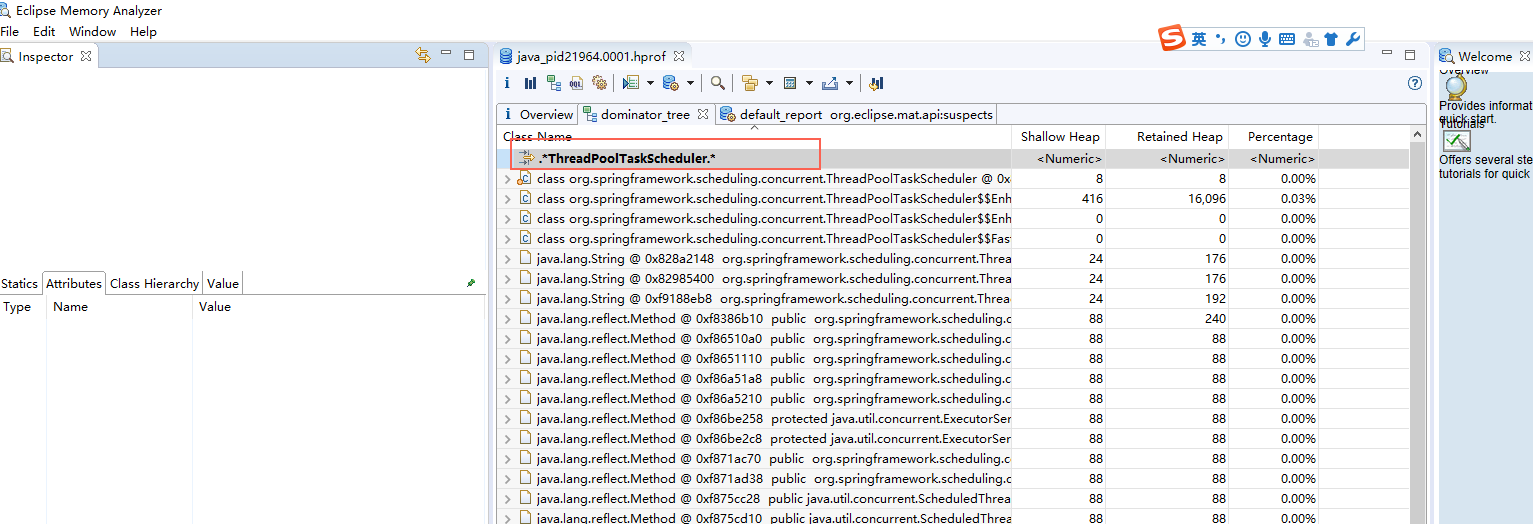 Eclipse Memory Analyzer
File Edit Window Help
Inspector
java_pid21964.0001.hprof
英
Welcome
Overview
Provides informat
quick start.
Tutorials
Offers several ste
tutorials for quick
Overview dominator_tree default_report org.eclipse.mat.api:suspects
Class Name Shallow Heap Retained Heap Percentage
.*ThreadPoolTaskScheduler.* <Numeric> <Numeric> <Numeric>
class org.springframework.scheduling.concurrent.ThreadPoolTaskScheduler @ 0x 8 8 0.00%
class org.springframework.scheduling.concurrent.ThreadPoolTaskScheduler$$Enh 416 16,096 0.03%
class org.springframework.scheduling.concurrent.ThreadPoolTaskScheduler$$Enh 0 0 0.00%
class org.springframework.scheduling.concurrent.ThreadPoolTaskScheduler$$Fas 0 0 0.00%
java.lang.String @ 0x828a2148 org.springframework.scheduling.concurrent.Threa 24 176 0.00%
java.lang.String @ 0x82985400 org.springframework.scheduling.concurrent.Threa 24 176 0.00%
java.lang.String @ 0xf9188eb8 org.springframework.scheduling.concurrent.Threa 24 192 0.00%
java.lang.reflect.Method @ 0xf8386b10 public org.springframework.scheduling.c 88 240 0.00%
java.lang.reflect.Method @ 0xf86510a0 public org.springframework.scheduling.c 88 88 0.00%
java.lang.reflect.Method @ 0xf8651110 public org.springframework.scheduling.c 88 88 0.00%
java.lang.reflect.Method @ 0xf86a51a8 public org.springframework.scheduling.c 88 88 0.00%
java.lang.reflect.Method @ 0xf86a5210 public org.springframework.scheduling.c 88 88 0.00%
java.lang.reflect.Method @ 0xf86be258 protected java.util.concurrent.ExecutorSer 88 88 0.00%
java.lang.reflect.Method @ 0xf86be2c8 protected java.util.concurrent.ExecutorSer 88 88 0.00%
java.lang.reflect.Method @ 0xf871ac70 public org.springframework.scheduling.c 88 88 0.00%
java.lang.reflect.Method @ 0xf871ad38 public org.springframework.scheduling.c 88 88 0.00%
java.lang.reflect.Method @ 0xf875cc28 public java.util.concurrent.ScheduledThrea 88 88 0.00%
java.lang.reflect.Method @ 0xf875cd10 public java.util.concurrent.ScheduledThrea 88 88 0.00%
Statics Attributes Class Hierarchy Value
Type Name Value